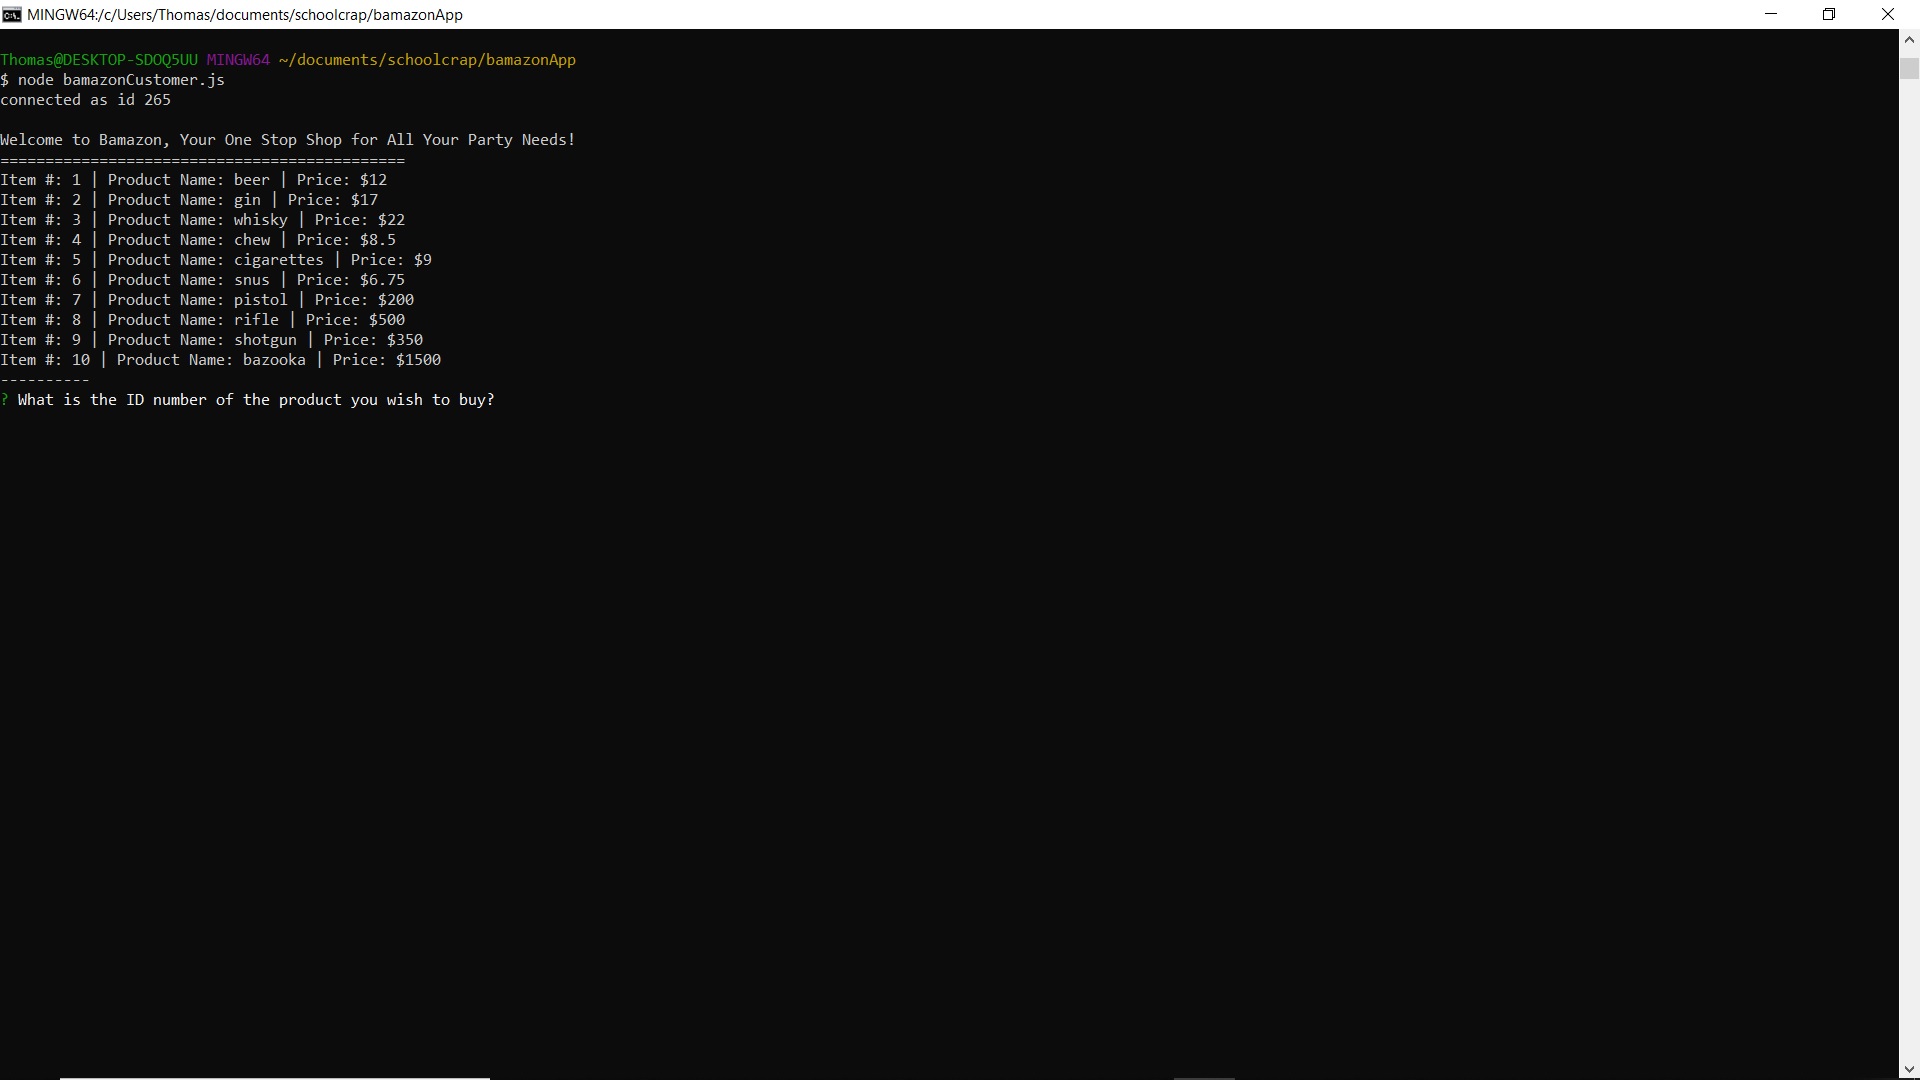 MINGW64:/c/Users/Thomas/documents/schoolcrap/bamazonApp
Thomas@DESKTOP-SDOQ5UU MINGW64 ~/documents/schoolcrap/bamazonApp
$ node bamazonCustomer.js
connected as id 265
Welcome to Bamazon, Your One Stop Shop for All Your Party Needs!
=============================================
Item #: 1 | Product Name: beer | Price: $12
Item #: 2 | Product Name: gin | Price: $17
Item #: 3 | Product Name: whisky | Price: $22
Item #: 4 | Product Name: chew | Price: $8.5
Item #: 5 | Product Name: cigarettes | Price: $9
Item #: 6 | Product Name: snus | Price: $6.75
Item #: 7 | Product Name: pistol | Price: $200
Item #: 8 | Product Name: rifle | Price: $500
Item #: 9 | Product Name: shotgun | Price: $350
Item #: 10 | Product Name: bazooka | Price: $1500
----------
? What is the ID number of the product you wish to buy?